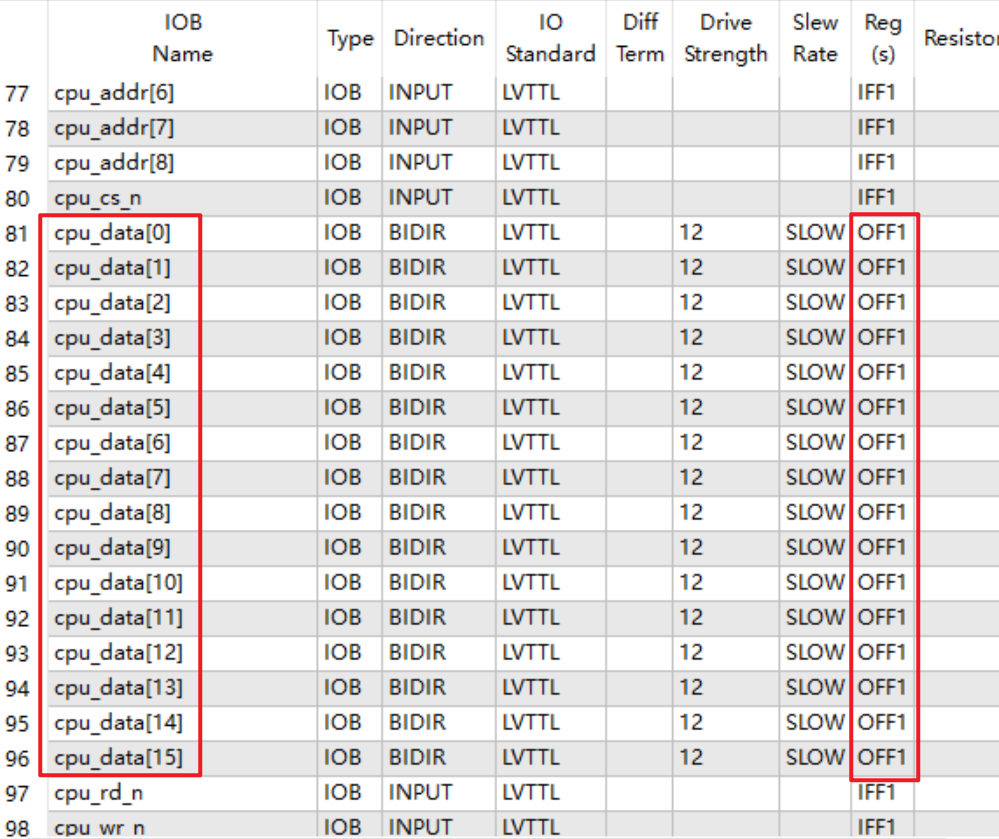 IOB Name Type Direction IO Standard Diff Term Drive Strength Slew Rate Reg (s) Resistor
77 cpu_addr[6] IOB INPUT LVTTL IFF1
78 cpu_addr[7] IOB INPUT LVTTL IFF1
79 cpu_addr[8] IOB INPUT LVTTL IFF1
80 cpu_cs_n IOB INPUT LVTTL IFF1
81 cpu_data[0] IOB BIDIR LVTTL 12 SLOW OFF1
82 cpu_data[1] IOB BIDIR LVTTL 12 SLOW OFF1
83 cpu_data[2] IOB BIDIR LVTTL 12 SLOW OFF1
84 cpu_data[3] IOB BIDIR LVTTL 12 SLOW OFF1
85 cpu_data[4] IOB BIDIR LVTTL 12 SLOW OFF1
86 cpu_data[5] IOB BIDIR LVTTL 12 SLOW OFF1
87 cpu_data[6] IOB BIDIR LVTTL 12 SLOW OFF1
88 cpu_data[7] IOB BIDIR LVTTL 12 SLOW OFF1
89 cpu_data[8] IOB BIDIR LVTTL 12 SLOW OFF1
90 cpu_data[9] IOB BIDIR LVTTL 12 SLOW OFF1
91 cpu_data[10] IOB BIDIR LVTTL 12 SLOW OFF1
92 cpu_data[11] IOB BIDIR LVTTL 12 SLOW OFF1
93 cpu_data[12] IOB BIDIR LVTTL 12 SLOW OFF1
94 cpu_data[13] IOB BIDIR LVTTL 12 SLOW OFF1
95 cpu_data[14] IOB BIDIR LVTTL 12 SLOW OFF1
96 cpu_data[15] IOB BIDIR LVTTL 12 SLOW OFF1
97 cpu_rd_n IOB INPUT LVTTL IFF1
98 cpu_wr_n IOB INPUT LVTTL IFF1